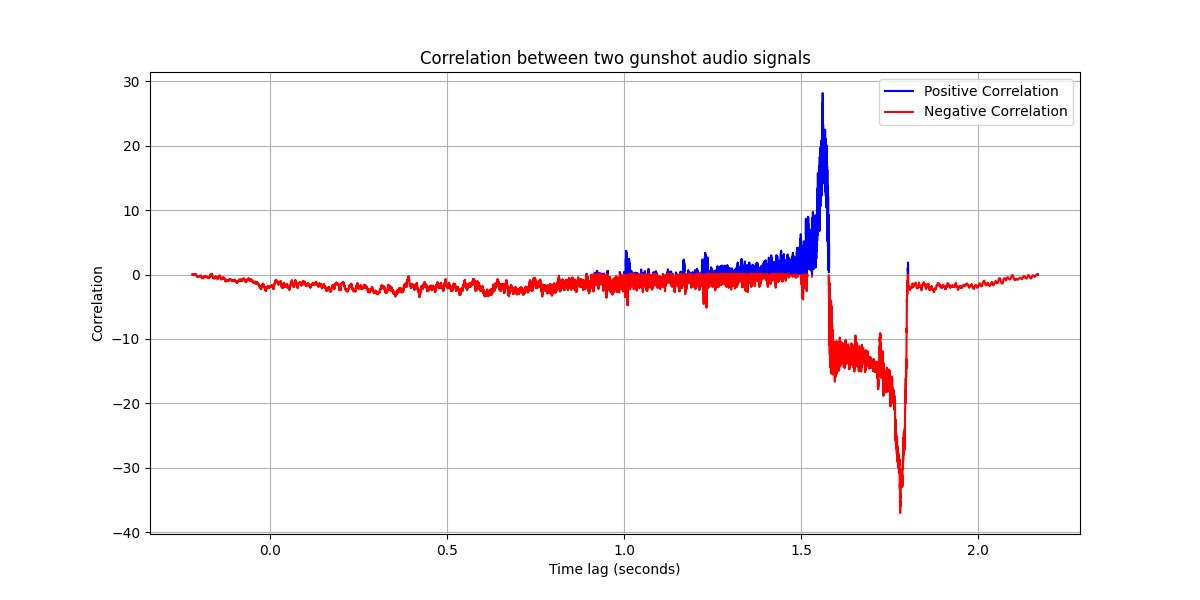 Correlation between two gunshot audio signals
Positive Correlation
Negative Correlation
30
20
10
0
−10
−20
−30
−40
Correlation
0.0 0.5 1.0 1.5 2.0
Time lag (seconds)